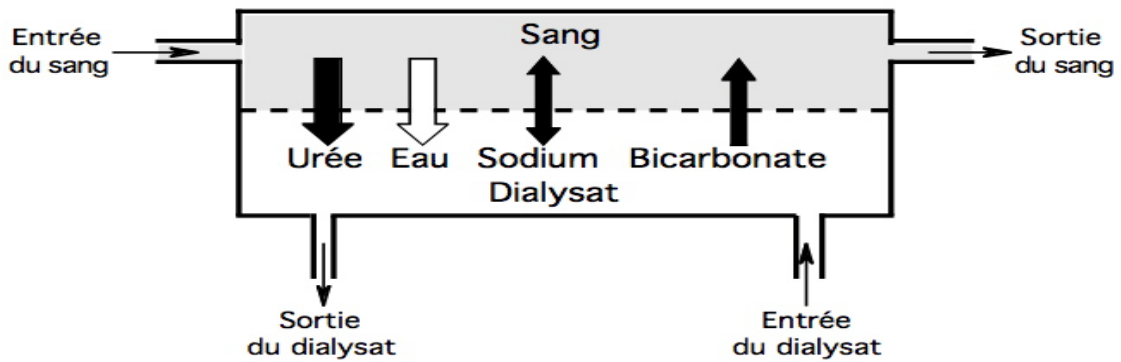 Sang
Entrée
du sang
Sortie
du sang
Urée
Eau
Sodium
Bicarbonate
Dialysat
Sortie
du dialysat
Entrée
du dialysat